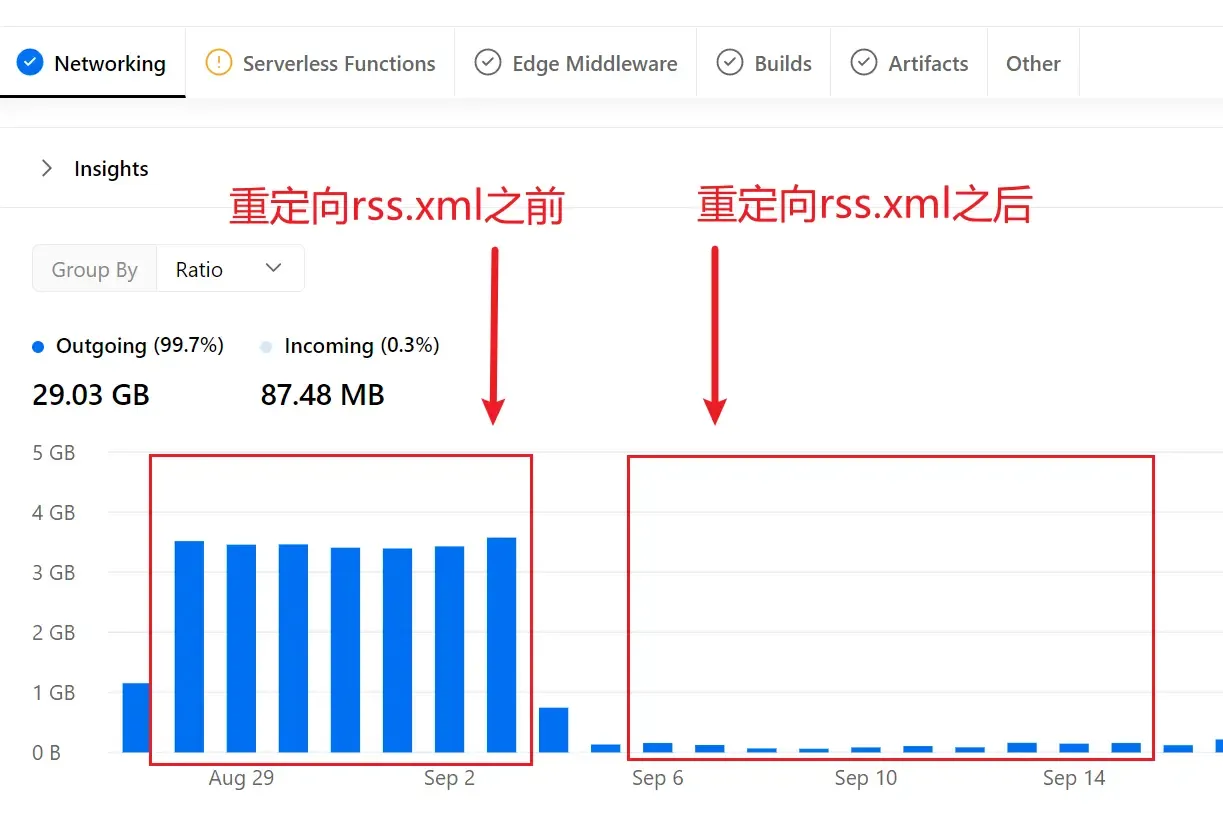 Networking Serverless Functions Edge Middleware Builds Artifacts Other
Insights
重定向rss.xml之前 重定向rss.xml之后
Group By Ratio
Outgoing (99.7%) Incoming (0.3%)
29.03 GB 87.48 MB
5 GB
4 GB
3 GB
2 GB
1 GB
0 B
Aug 29 Sep 2 Sep 6 Sep 10 Sep 14